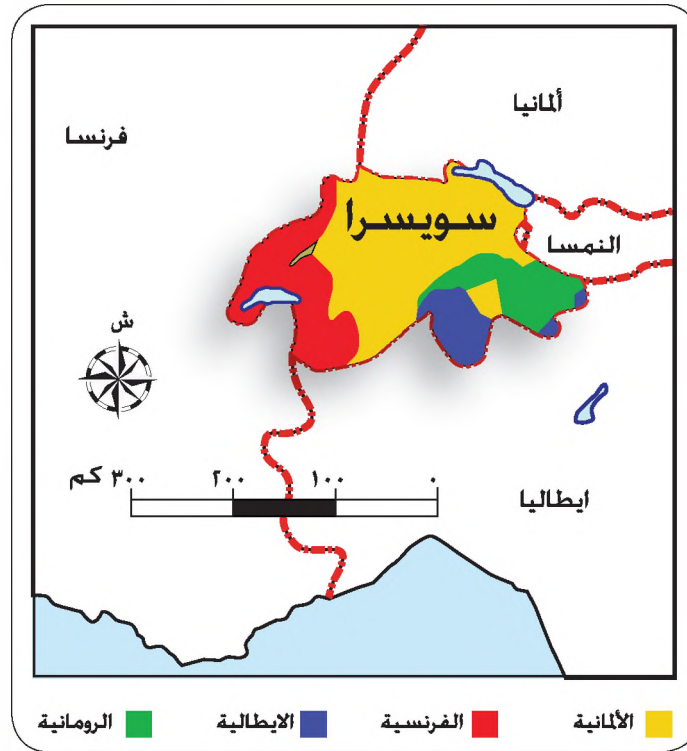 ألمانيا
فرنسا
سويسرا
النمسا
ش
٠ ١٠٠ ٢٠٠ ٣٠٠ كم
ايطاليا
الألمانية
الفرنسية
الايطالية
الرومانية